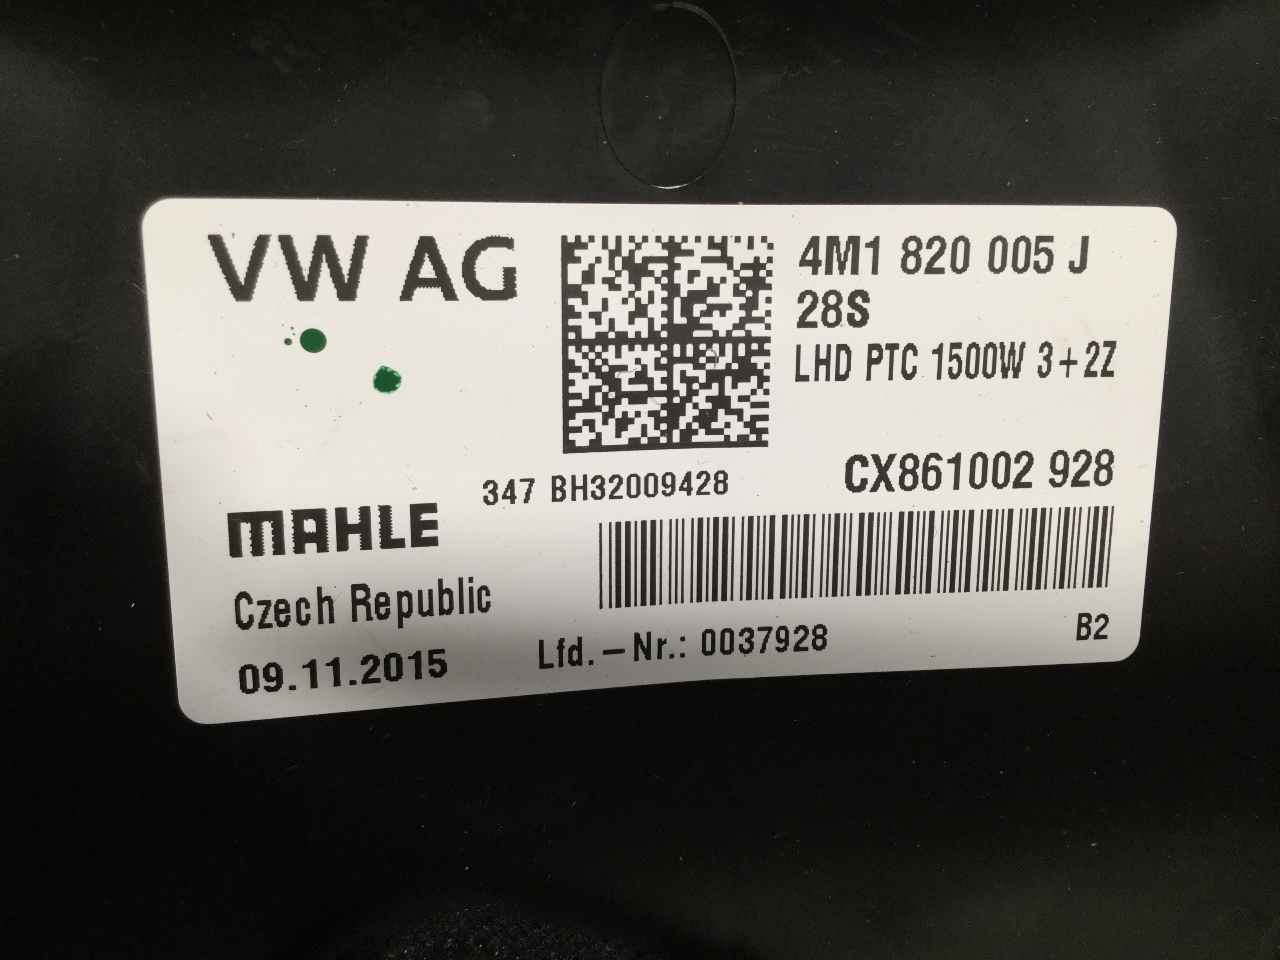 VW AG
4M1 820 005 J
28S
LHD PTC 1500W 3+2Z
347 BH32009428
CX861002 928
MAHLE
Czech Republic
09.11.2015
Lfd.-Nr.: 0037928
B2